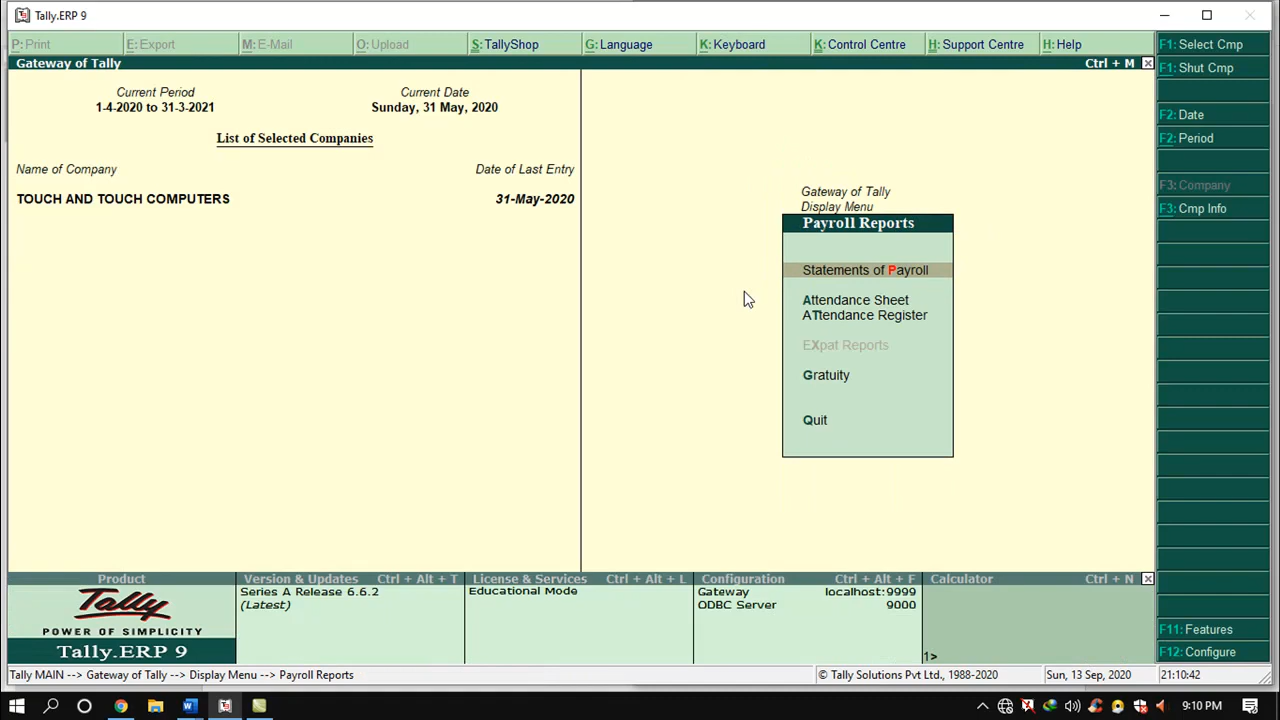 Tally.ERP 9
P: Print
E: Export
M: E-Mail
O: Upload
S: TallyShop
G: Language
K: Keyboard
K: Control Centre
H: Support Centre
H: Help
Gateway of Tally
Ctrl + M
Current Period
1-4-2020 to 31-3-2021
Current Date
Sunday, 31 May, 2020
List of Selected Companies
Name of Company
Date of Last Entry
TOUCH AND TOUCH COMPUTERS
31-May-2020
Gateway of Tally
Display Menu
Payroll Reports
Statements of Payroll
Attendance Sheet
ATtendance Register
EXpat Reports
Gratuity
Quit
F1: Select Cmp
F1: Shut Cmp
F2: Date
F2: Period
F3: Company
F3: Cmp Info
F11: Features
F12: Configure
Product
Tally
POWER OF SIMPLICITY
Tally.ERP 9
Version & Updates
Ctrl + Alt + T
Series A Release 6.6.2
(Latest)
License & Services
Ctrl + Alt + L
Educational Mode
Configuration
Ctrl + Alt + F
Gateway
localhost:9999
ODBC Server
9000
Calculator
Ctrl + N
1>
Tally MAIN --> Gateway of Tally --> Display Menu --> Payroll Reports
© Tally Solutions Pvt Ltd., 1988-2020
Sun, 13 Sep, 2020
21:10:42
9:10 PM